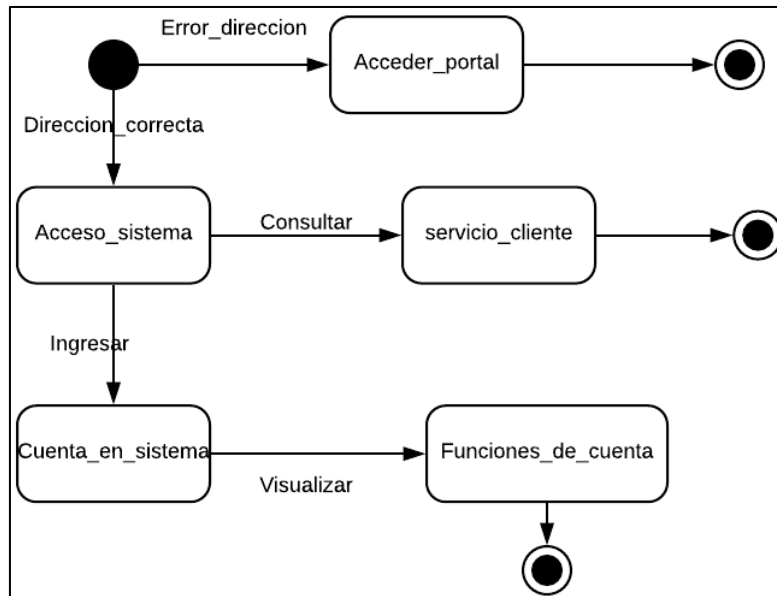 Error_direccion
Acceder_portal
Direccion_correcta
Acceso_sistema
Consultar
servicio_cliente
Ingresar
Cuenta_en_sistema
Visualizar
Funciones_de_cuenta